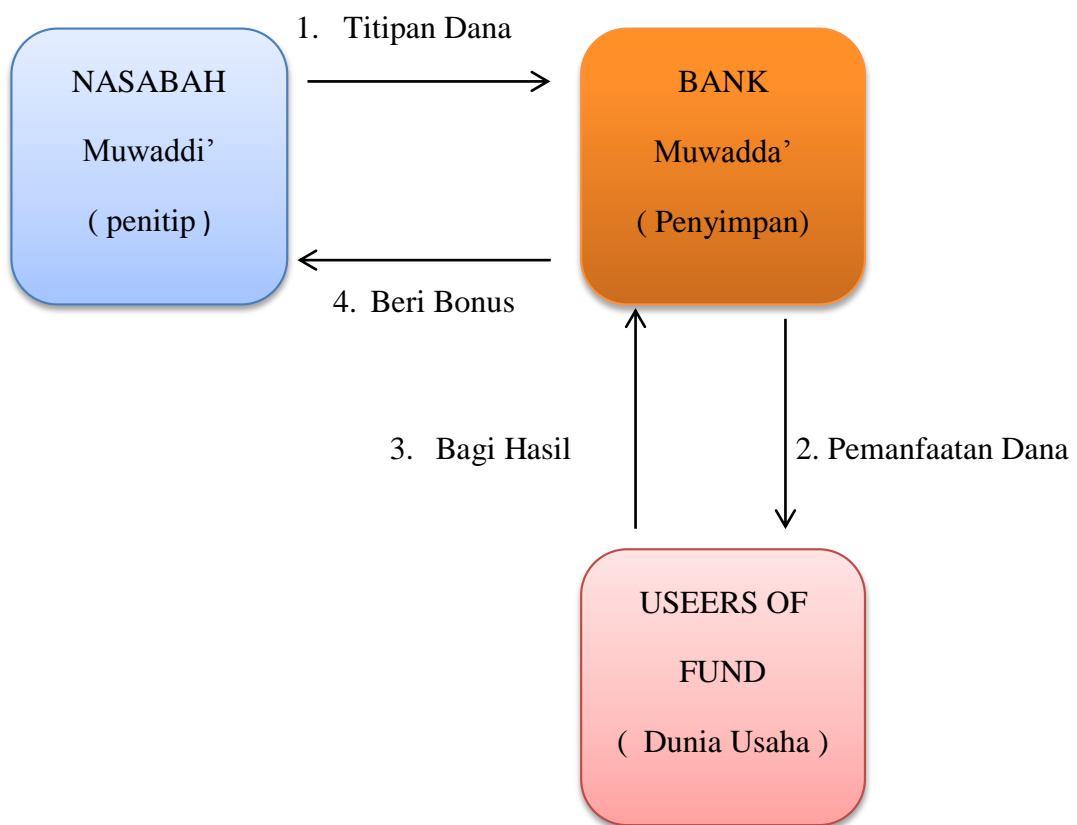 1. Titipan Dana
NASABAH
Muwaddi’
( penitip )
BANK
Muwadda’
( Penyimpan)
4. Beri Bonus
3. Bagi Hasil
2. Pemanfaatan Dana
USEERS OF
FUND
( Dunia Usaha )